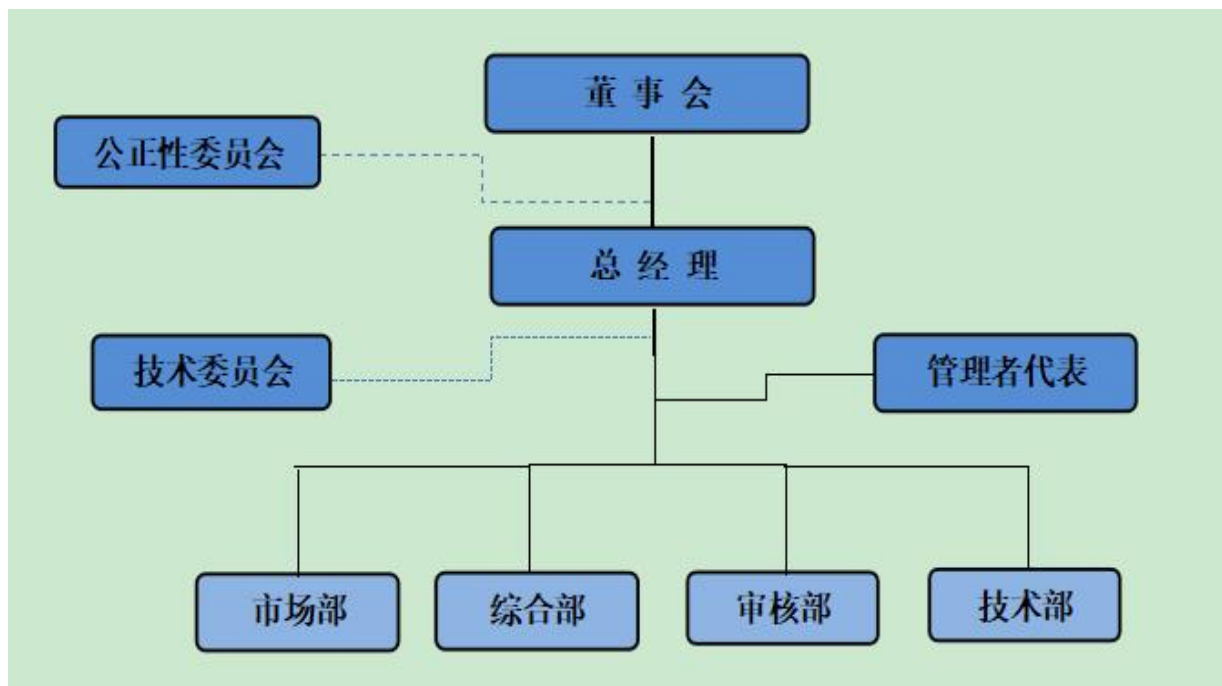 董 事 会
公正性委员会
总 经 理
技术委员会
管理者代表
市场部
综合部
审核部
技术部